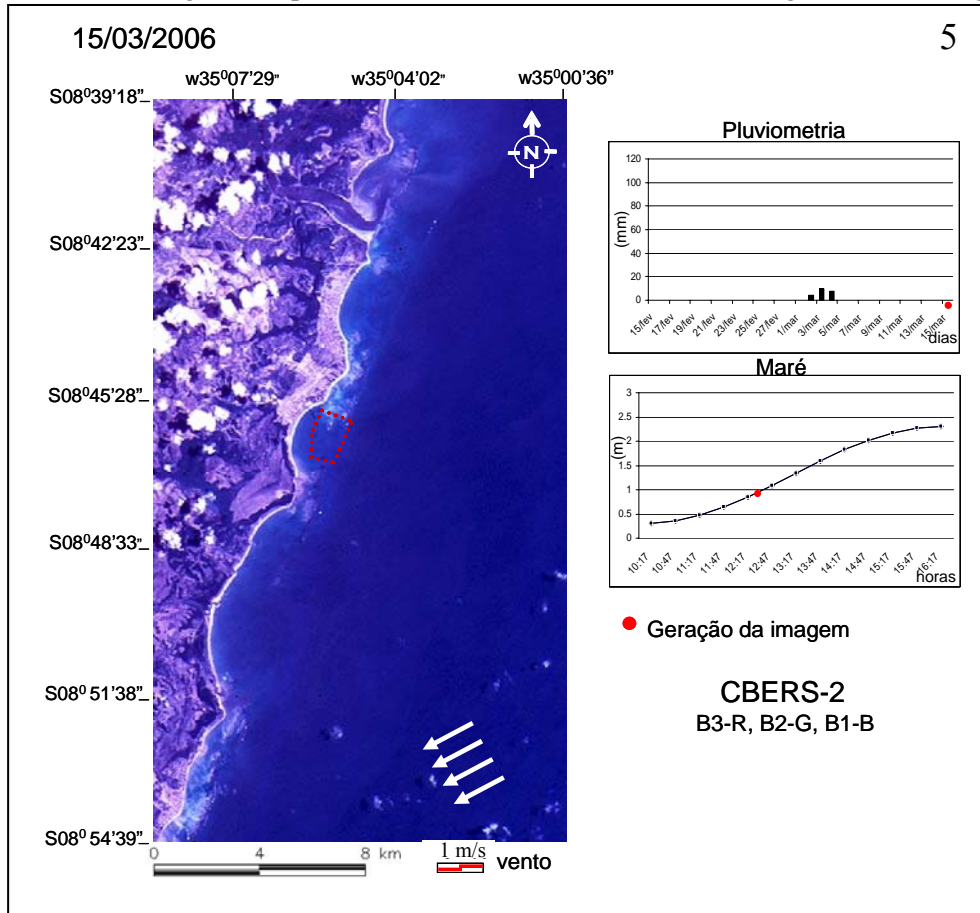 15/03/2006
5
w35⁰07'29" w35⁰04'02" w35⁰00'36"
S08⁰39'18"
S08⁰42'23"
S08⁰45'28"
S08⁰48'33"
S08⁰ 51'38"
S08⁰ 54'39"
N
0 4 8 km
1 m/s
vento
Pluviometria
(mm)
120
100
80
60
40
20
0
15/fev 17/fev 19/fev 21/fev 23/fev 25/fev 27/fev 1/mar 3/mar 5/mar 7/mar 9/mar 11/mar 13/mar 15/mar
dias
Maré
(m)
3
2.5
2
1.5
1
0.5
0
10:17 10:47 11:17 11:47 12:17 12:47 13:17 13:47 14:17 14:47 15:17 15:47 16:17
horas
Geração da imagem
CBERS-2
B3-R, B2-G, B1-B